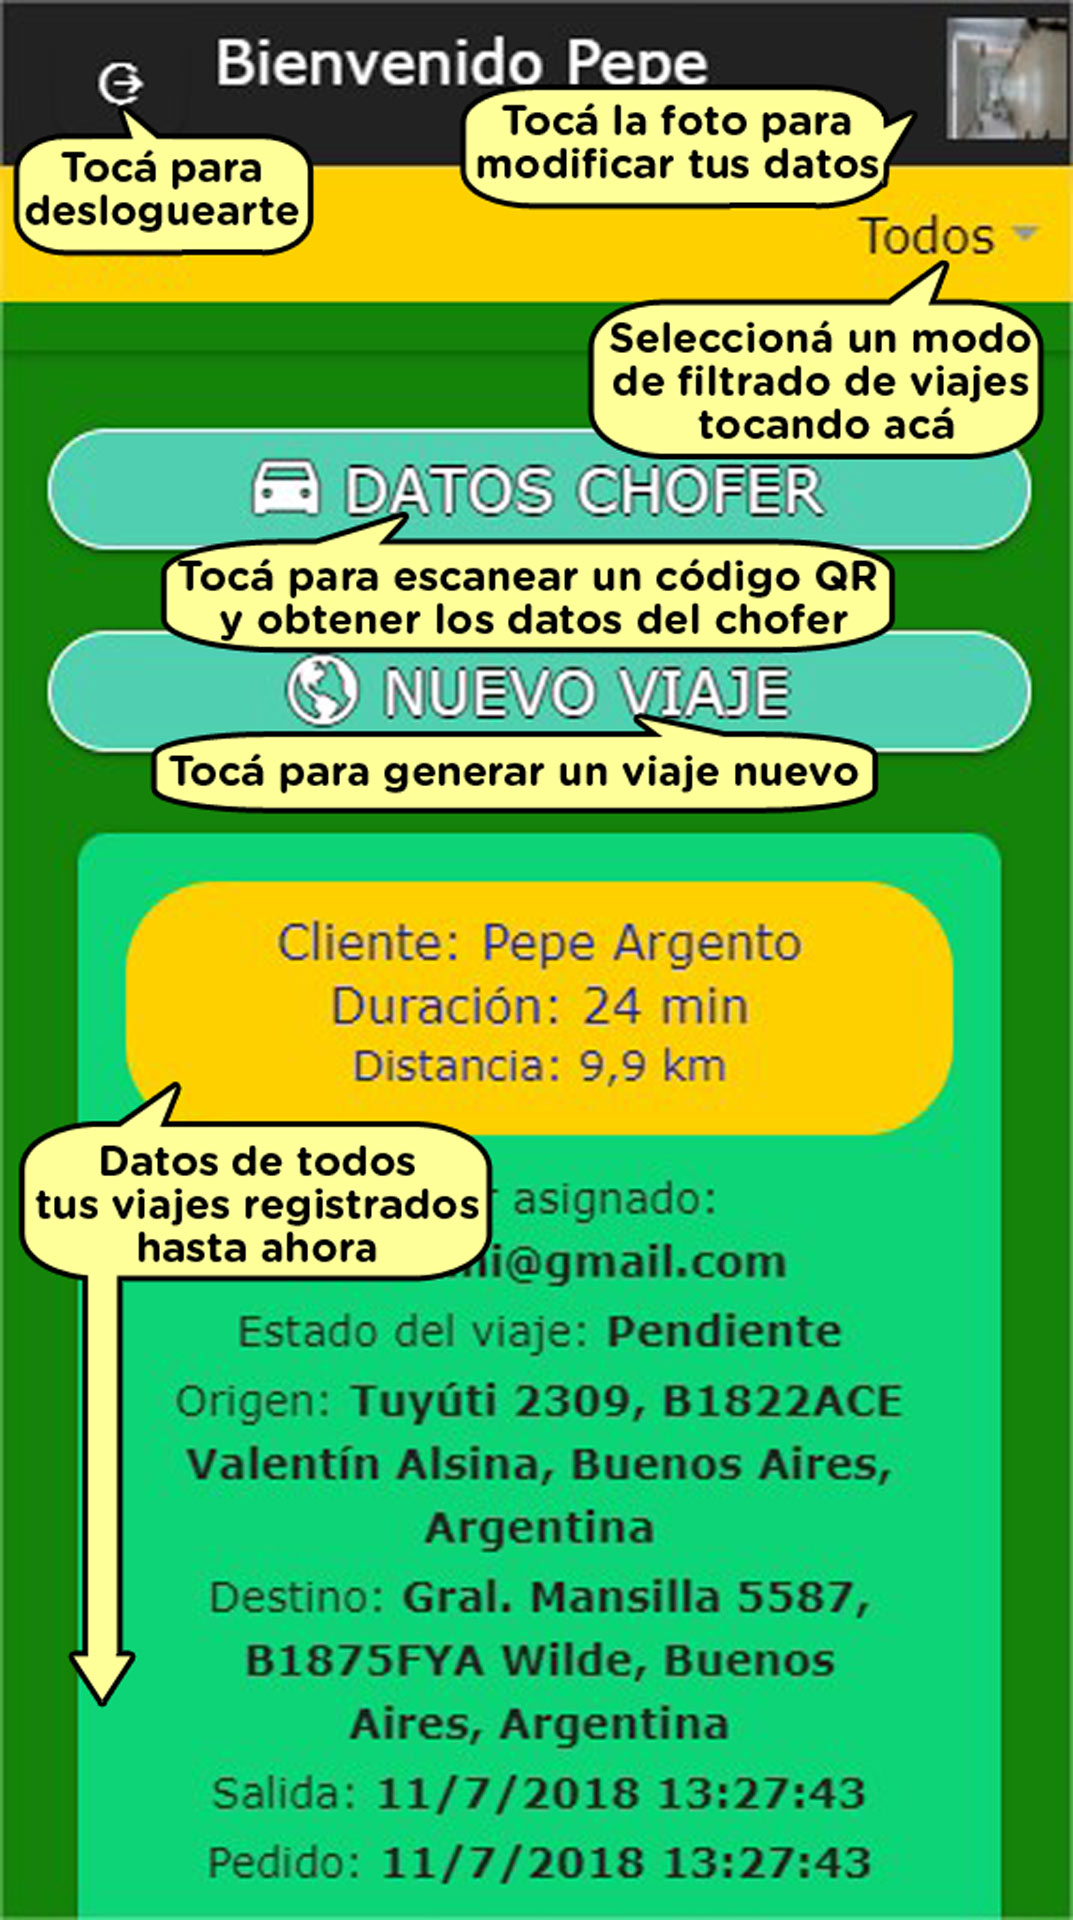 Bienvenido Pepe
Tocá la foto para
modificar tus datos
Tocá para
desloguearte
Todos
Seleccioná un modo
de filtrado de viajes
tocando acá
DATOS CHOFER
Tocá para escanear un código QR
y obtener los datos del chofer
NUEVO VIAJE
Tocá para generar un viaje nuevo
Cliente: Pepe Argento
Duración: 24 min
Distancia: 9,9 km
Datos de todos
tus viajes registrados
hasta ahora
asignado:
@gmail.com
Estado del viaje: Pendiente
Origen: Tuyúti 2309, B1822ACE
Valentín Alsina, Buenos Aires,
Argentina
Destino: Gral. Mansilla 5587,
B1875FYA Wilde, Buenos
Aires, Argentina
Salida: 11/7/2018 13:27:43
Pedido: 11/7/2018 13:27:43